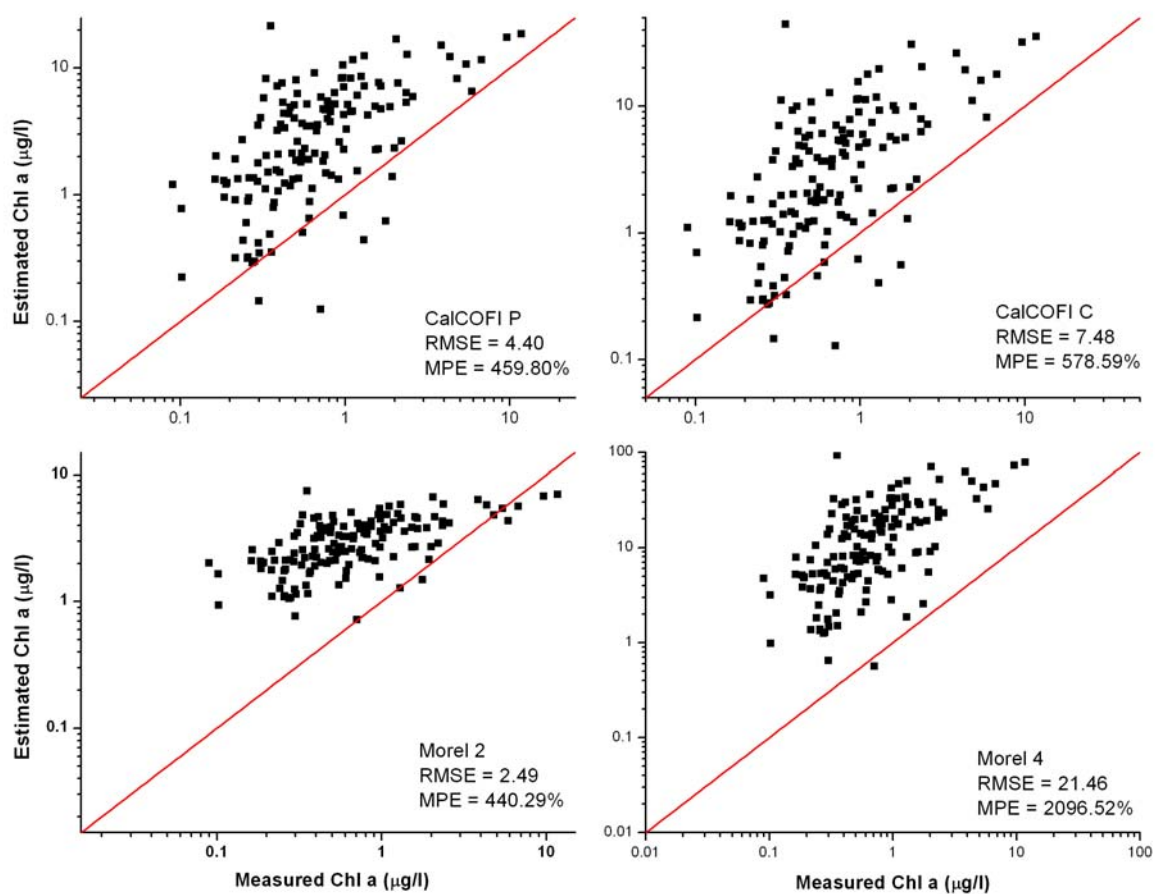 Estimated Chl a (µg/l)
10
1
0.1
0.1
1
10
CalCOFI P
RMSE = 4.40
MPE = 459.80%
10
1
0.1
0.1
1
10
CalCOFI C
RMSE = 7.48
MPE = 578.59%
Estimated Chl a (µg/l)
10
1
0.1
0.1
1
10
Morel 2
RMSE = 2.49
MPE = 440.29%
Measured Chl a (µg/l)
100
10
1
0.1
0.01
0.01
0.1
1
10
100
Morel 4
RMSE = 21.46
MPE = 2096.52%
Measured Chl a (µg/l)